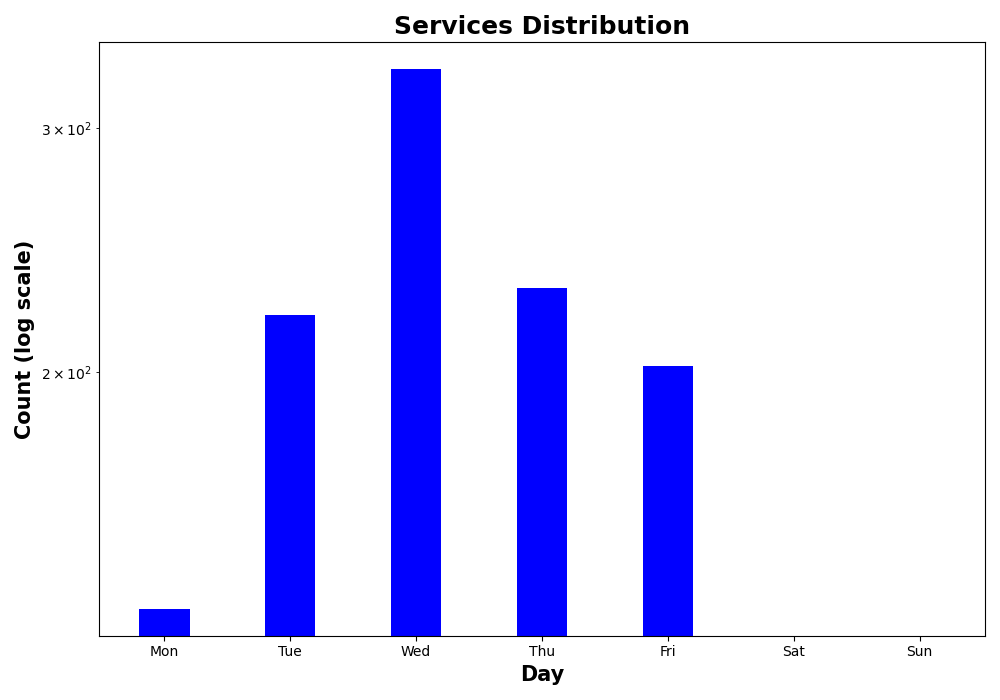 Services Distribution
Count (log scale)
3 × 10²
2 × 10²
Mon Tue Wed Thu Fri Sat Sun
Day